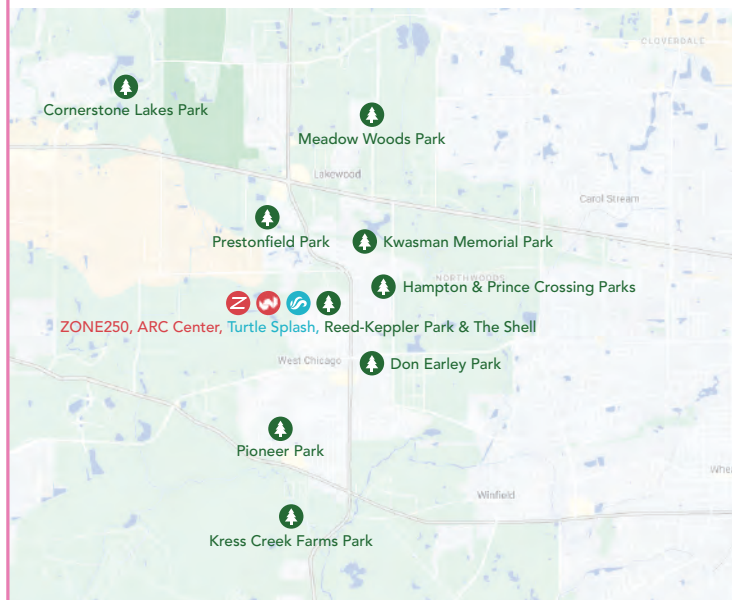 CLOVERDALE
Cornerstone Lakes Park
Meadow Woods Park
Lakewood
Carol Stream
Prestonfield Park
Kwasman Memorial Park
NORTHWOODS
Hampton & Prince Crossing Parks
Z
ZONE250, ARC Center, Turtle Splash, Reed-Keppler Park & The Shell
West Chicago
Don Earley Park
Pioneer Park
Whe
Winfield
Kress Creek Farms Park